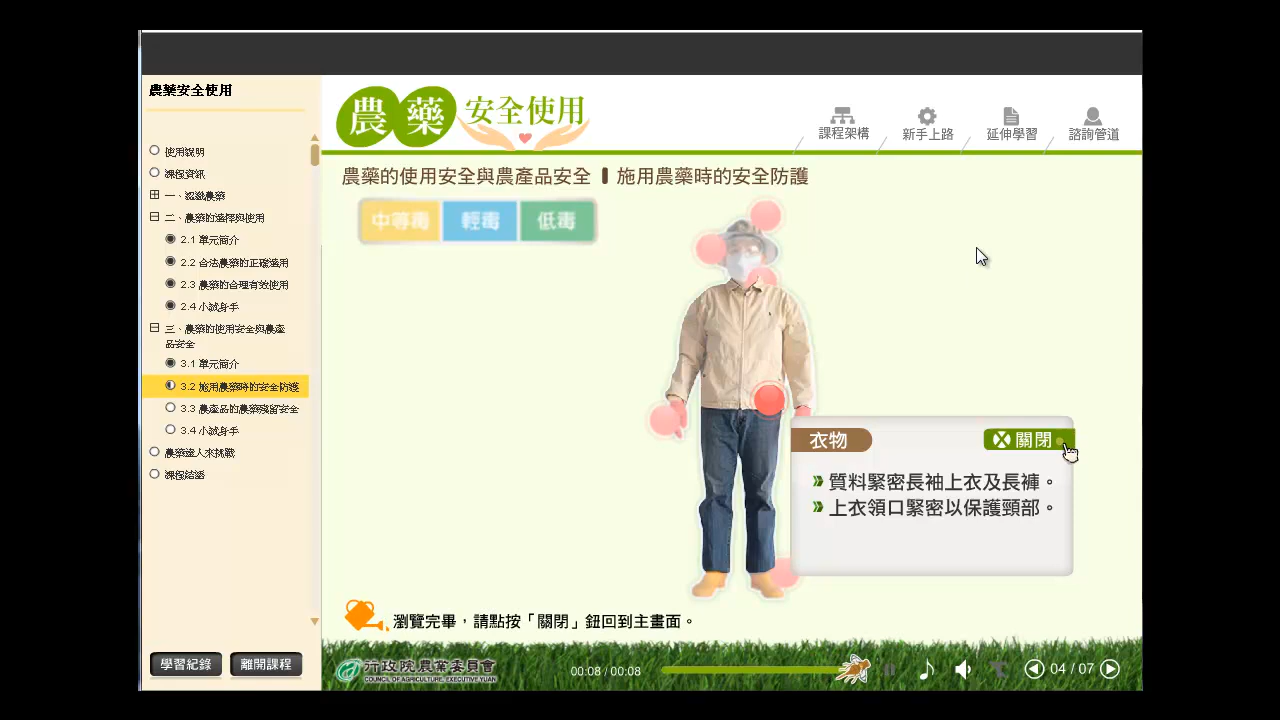 農藥安全使用
使用說明
課程資訊
一、認識農藥
二、農藥的選擇與使用
2.1 單元簡介
2.2 合法農藥的正確選用
2.3 農藥的合理有效使用
2.4 小試身手
三、農藥的使用安全與農產
品安全
3.1 單元簡介
3.2 施用農藥時的安全防護
3.3 農產品的農藥殘留安全
3.4 小試身手
農藥達人來挑戰
課程結語
學習紀錄
離開課程
農藥安全使用
課程架構
新手上路
延伸學習
諮詢管道
農藥的使用安全與農產品安全 ▌施用農藥時的安全防護
中等毒
輕毒
低毒
衣物
關閉
質料緊密長袖上衣及長褲。
上衣領口緊密以保護頸部。
瀏覽完畢，請點按「關閉」鈕回到主畫面。
行政院農業委員會
COUNCIL OF AGRICULTURE, EXECUTIVE YUAN
00:08 / 00:08
04 / 07